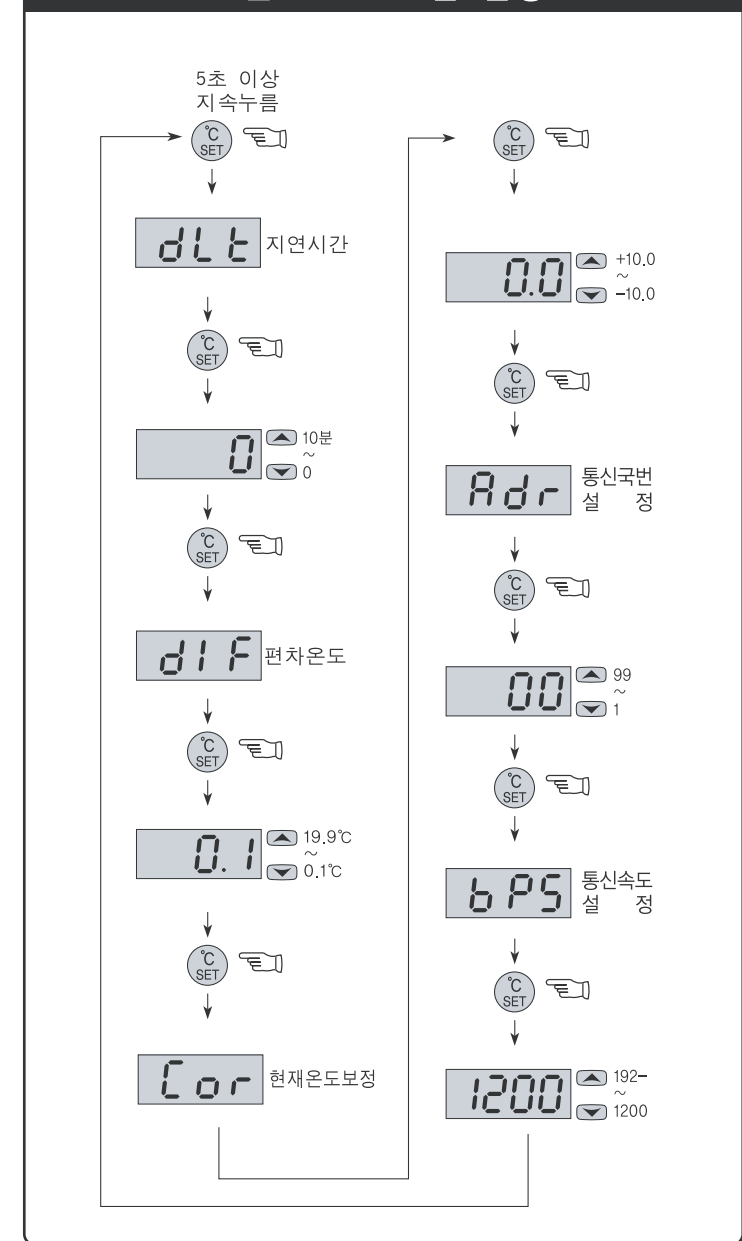 5초 이상
지속누름
℃
SET
dLt 지연시간
℃
SET
0 10분
~
0
℃
SET
dIF 편차온도
℃
SET
0.1 19.9℃
~
0.1℃
℃
SET
Cor 현재온도보정
℃
SET
0.0 +10.0
~
-10.0
℃
SET
Adr 통신국번
설 정
℃
SET
00 99
~
1
℃
SET
bPS 통신속도
설 정
℃
SET
1200 192-
~
1200